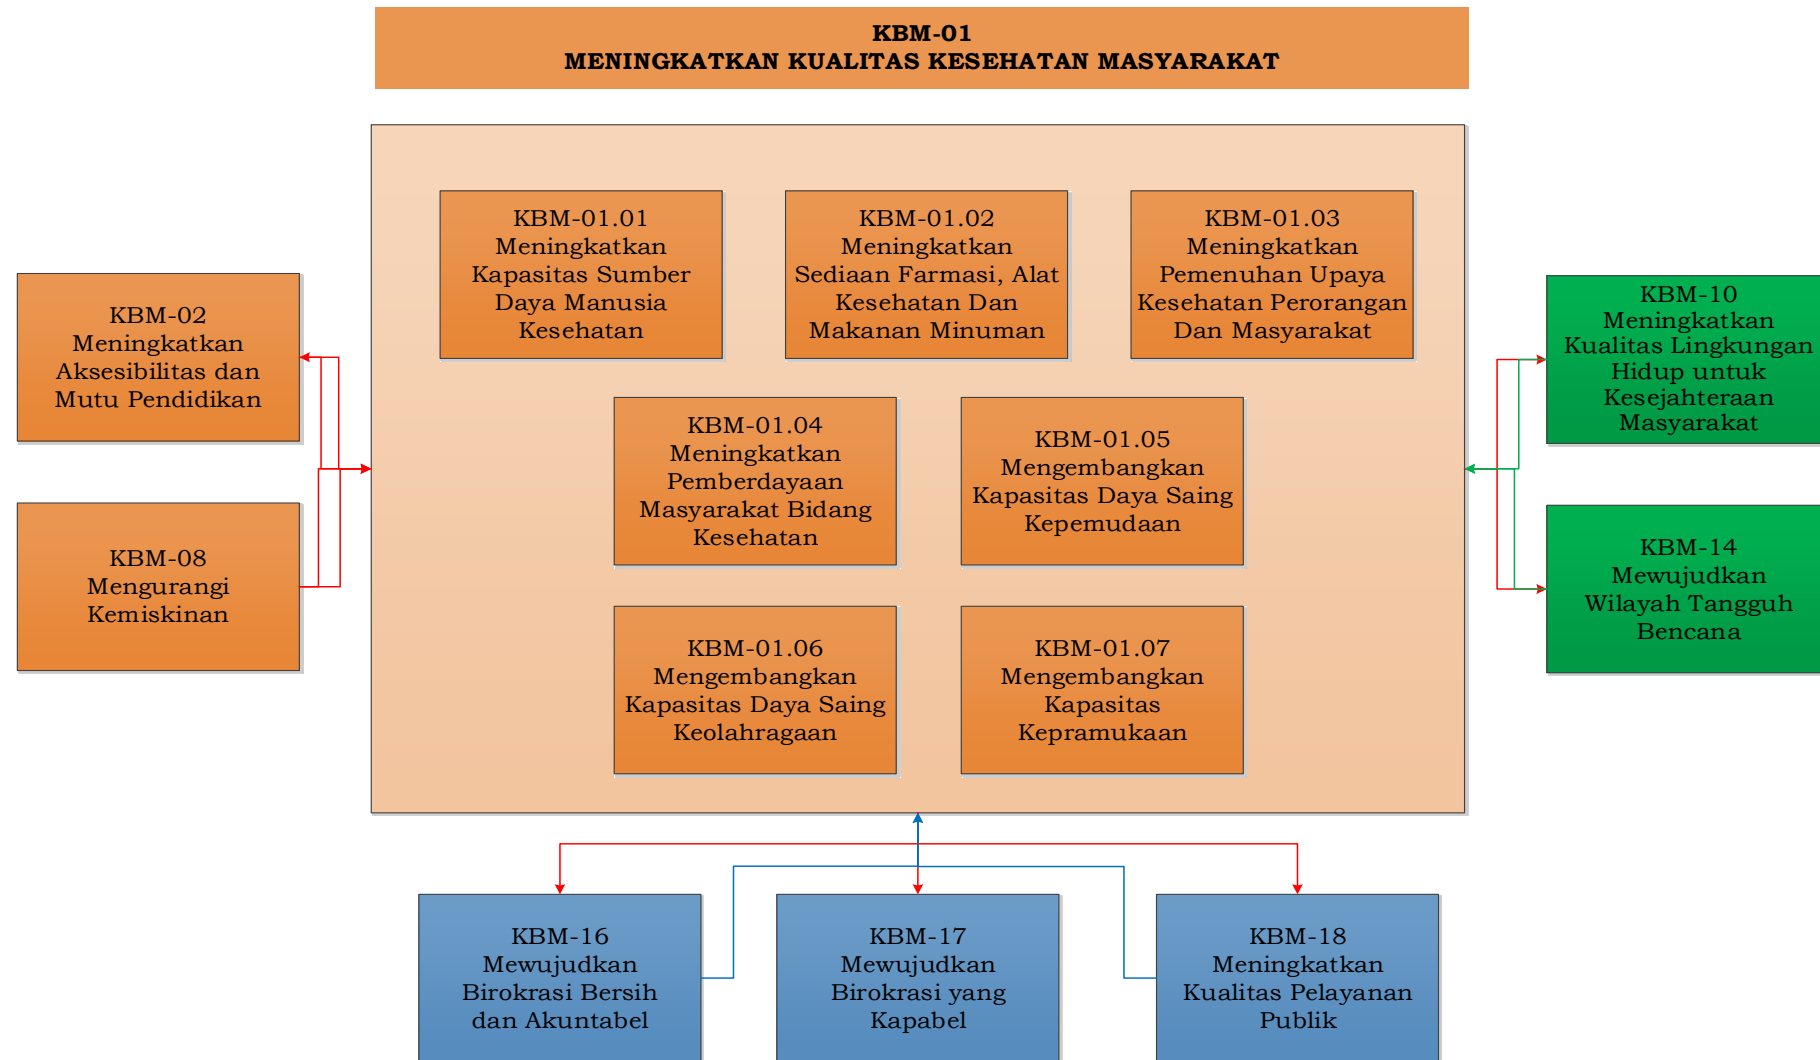 KBM-01
MENINGKATKAN KUALITAS KESEHATAN MASYARAKAT
KBM-01.01
Meningkatkan
Kapasitas Sumber
Daya Manusia
Kesehatan
KBM-01.02
Meningkatkan
Sediaan Farmasi, Alat
Kesehatan Dan
Makanan Minuman
KBM-01.03
Meningkatkan
Pemenuhan Upaya
Kesehatan Perorangan
Dan Masyarakat
KBM-02
Meningkatkan
Aksesibilitas dan
Mutu Pendidikan
KBM-10
Meningkatkan
Kualitas Lingkungan
Hidup untuk
Kesejahteraan
Masyarakat
KBM-01.04
Meningkatkan
Pemberdayaan
Masyarakat Bidang
Kesehatan
KBM-01.05
Mengembangkan
Kapasitas Daya Saing
Kepemudaan
KBM-08
Mengurangi
Kemiskinan
KBM-14
Mewujudkan
Wilayah Tangguh
Bencana
KBM-01.06
Mengembangkan
Kapasitas Daya Saing
Keolahragaan
KBM-01.07
Mengembangkan
Kapasitas
Kepramukaan
KBM-16
Mewujudkan
Birokrasi Bersih
dan Akuntabel
KBM-17
Mewujudkan
Birokrasi yang
Kapabel
KBM-18
Meningkatkan
Kualitas Pelayanan
Publik